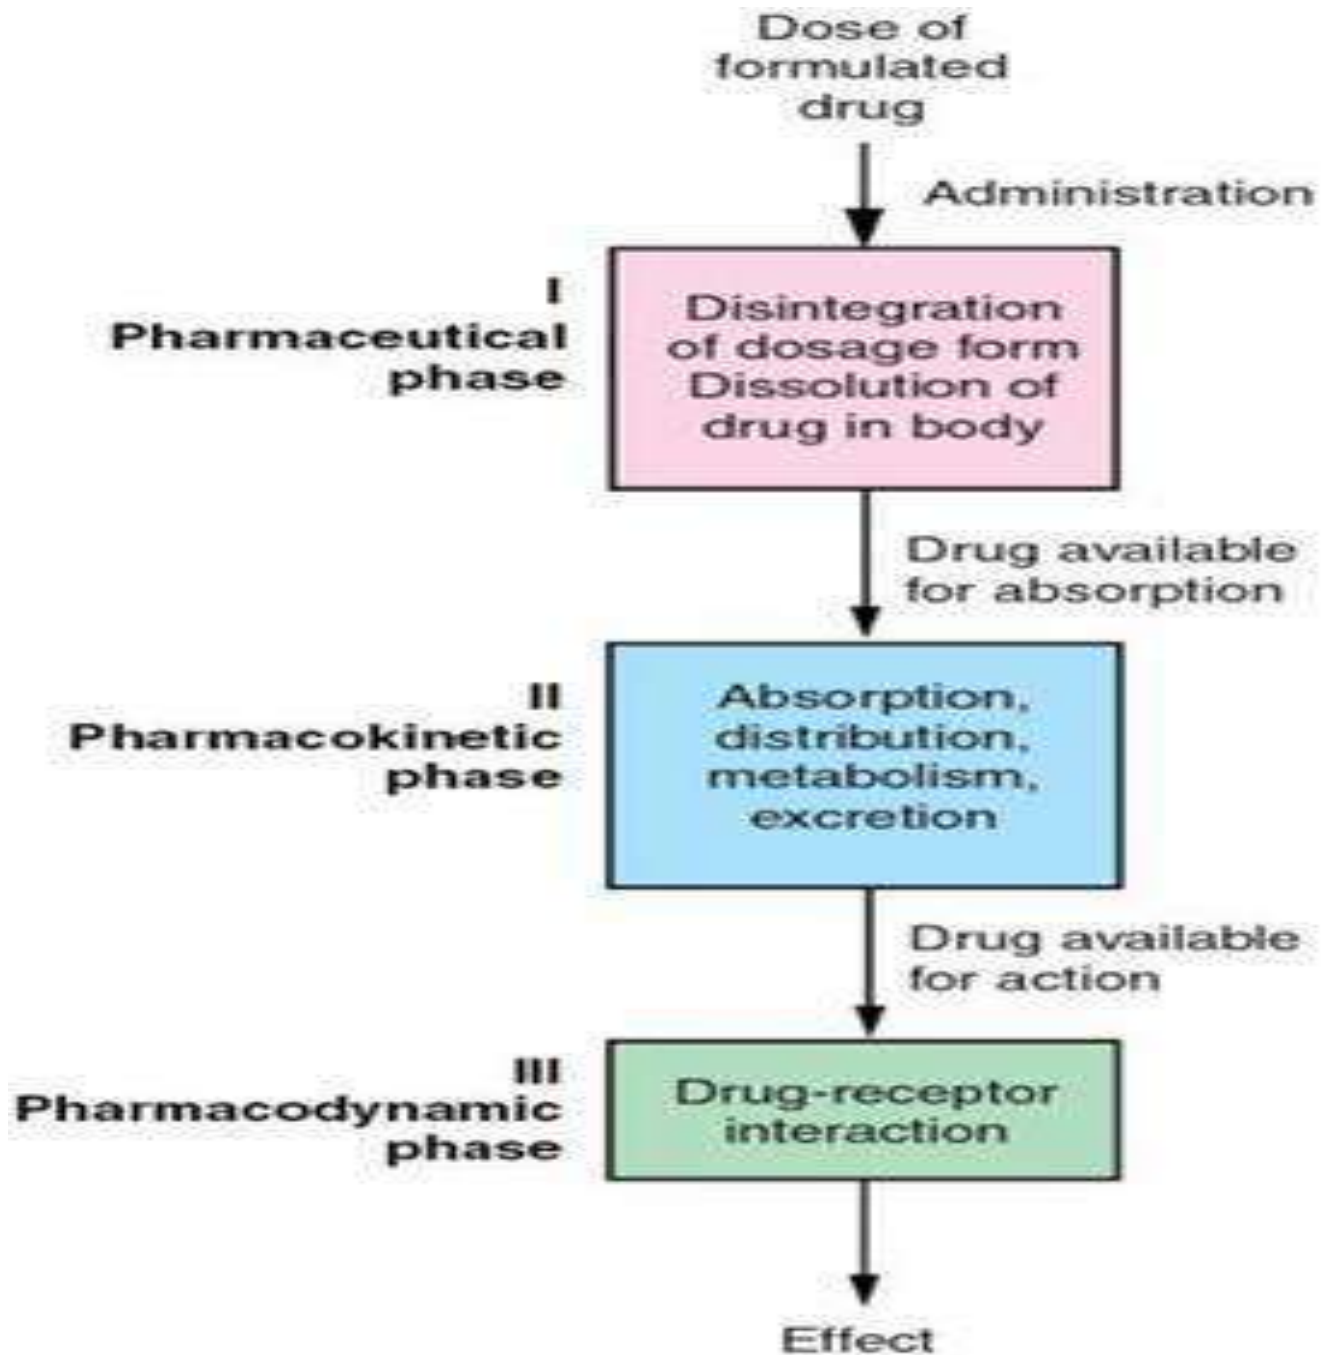 Dose of
formulated
drug
Administration
I
Pharmaceutical
phase
Disintegration
of dosage form
Dissolution of
drug in body
Drug available
for absorption
II
Pharmacokinetic
phase
Absorption,
distribution,
metabolism,
excretion
Drug available
for action
III
Pharmacodynamic
phase
Drug-receptor
interaction
Effect